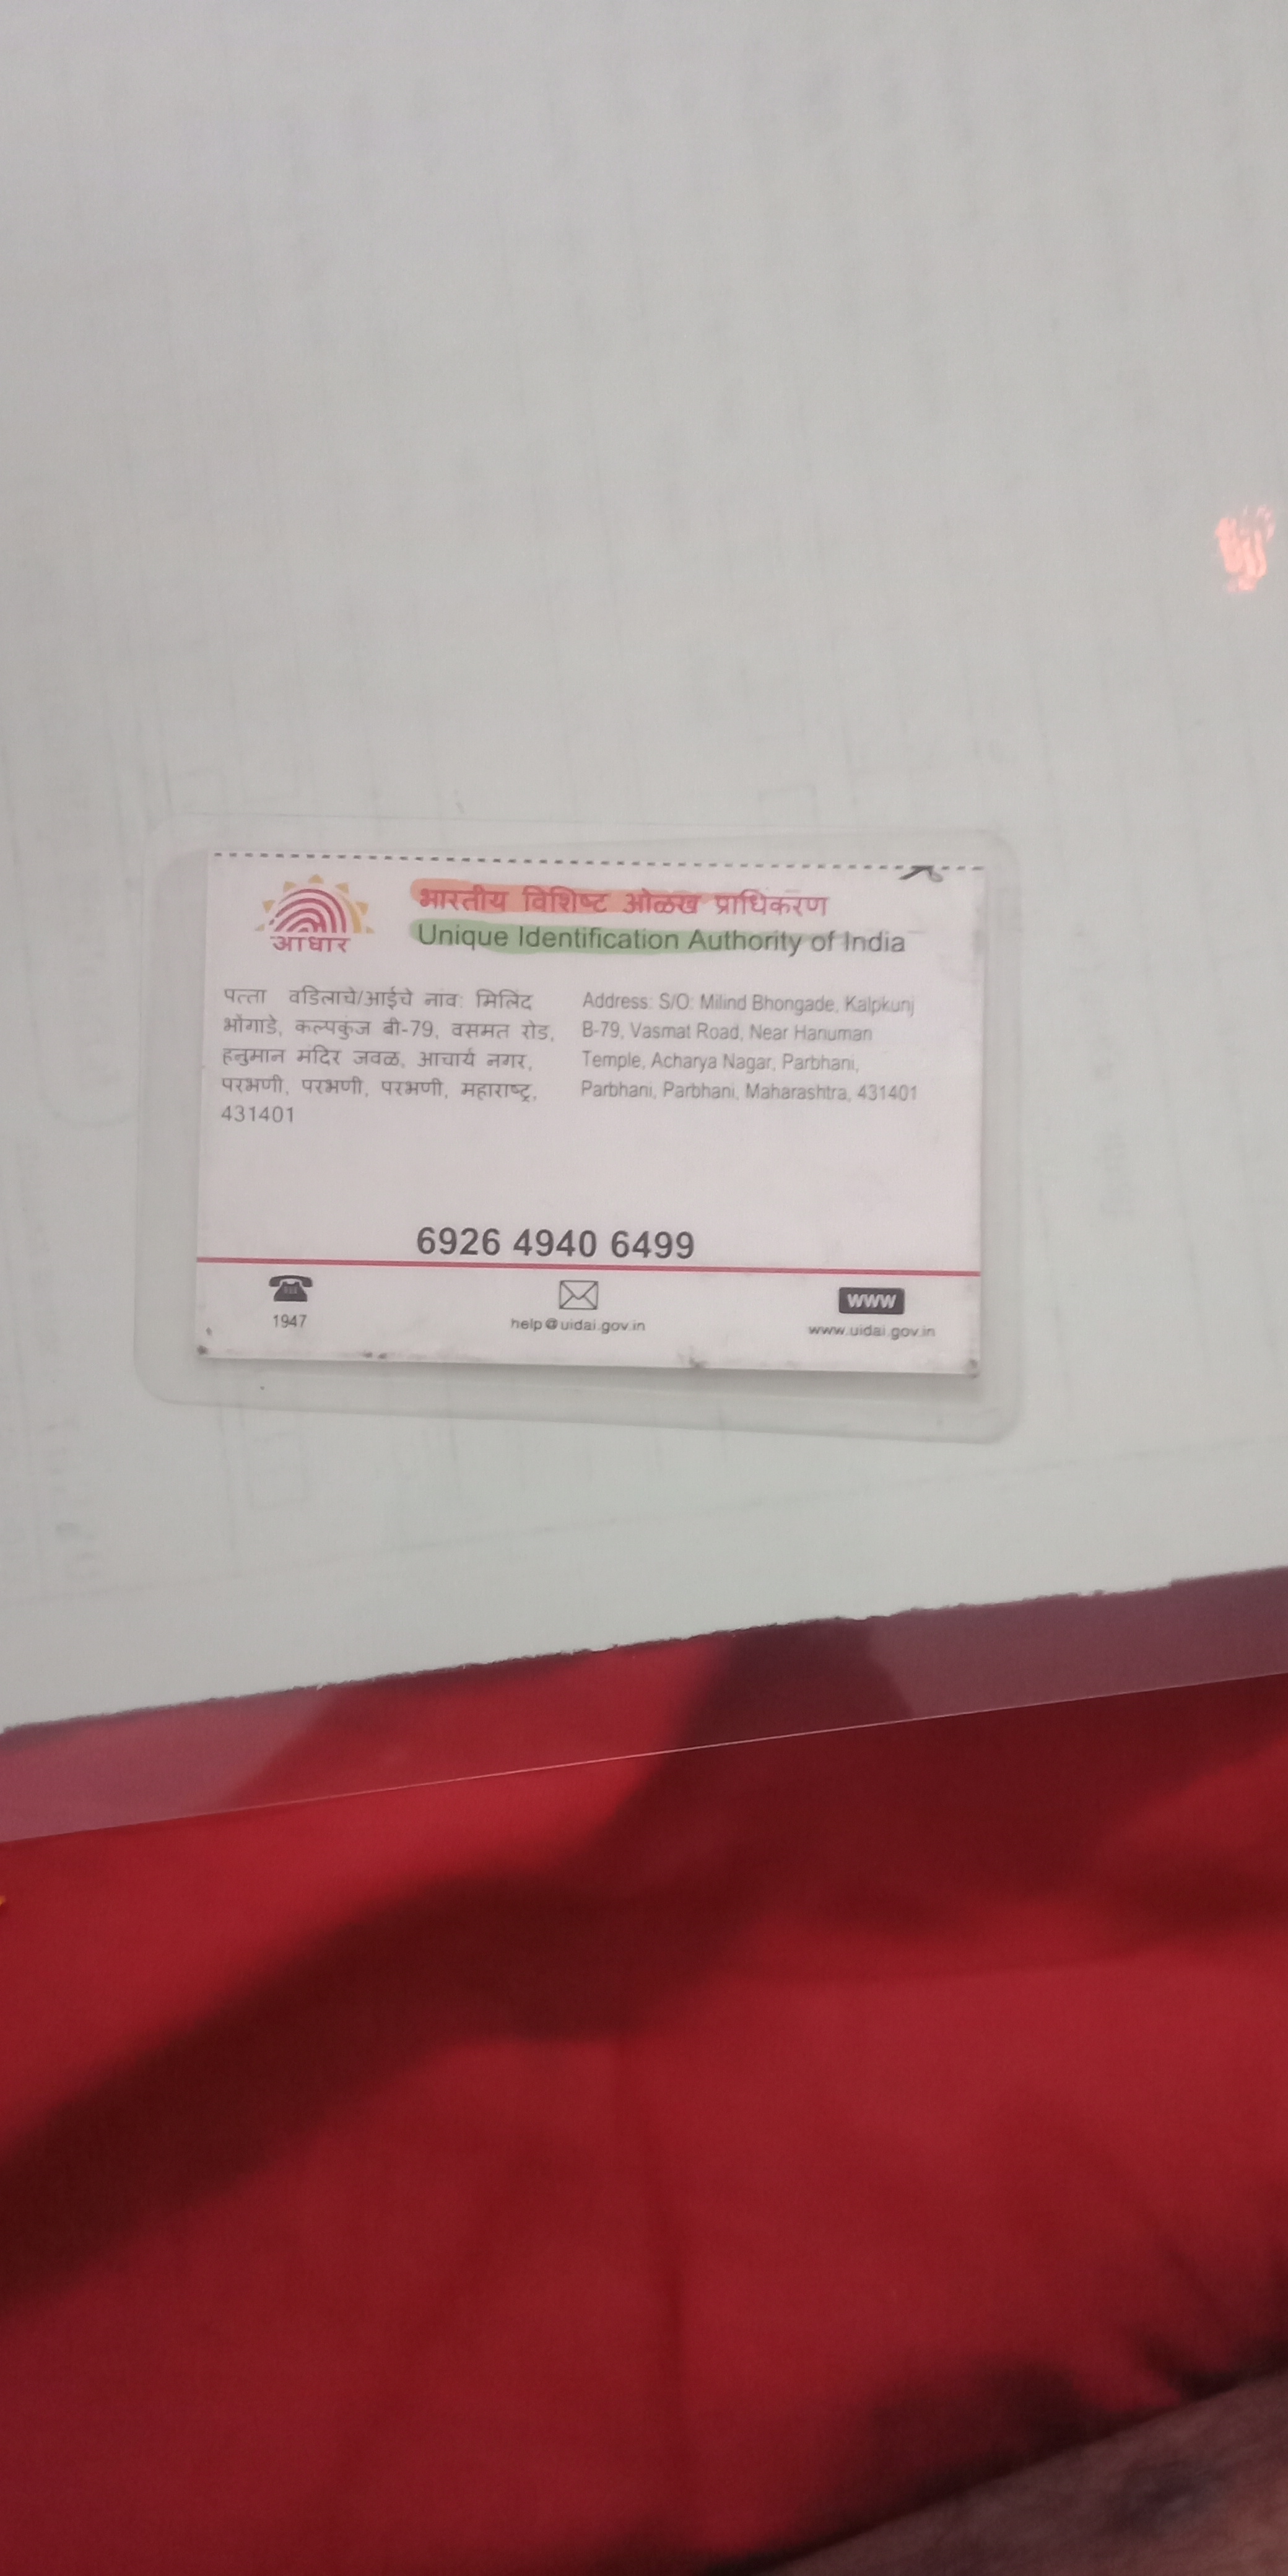 आधार
भारतीय विशिष्ट ओळख प्राधिकरण
Unique Identification Authority of India
पत्ता वडिलाचे/आईचे नांव: मिलिंद
भोंगाडे, कल्पकुंज बी-79, वसमत रोड,
हनुमान मंदिर जवळ, आचार्य नगर,
परभणी, परभणी, परभणी, महाराष्ट्र,
431401
Address: S/O: Milind Bhongade, Kalpkunj
B-79, Vasmat Road, Near Hanuman
Temple, Acharya Nagar, Parbhani,
Parbhani, Parbhani, Maharashtra, 431401
6926 4940 6499
1947
help@uidai.gov.in
www
www.uidai.gov.in